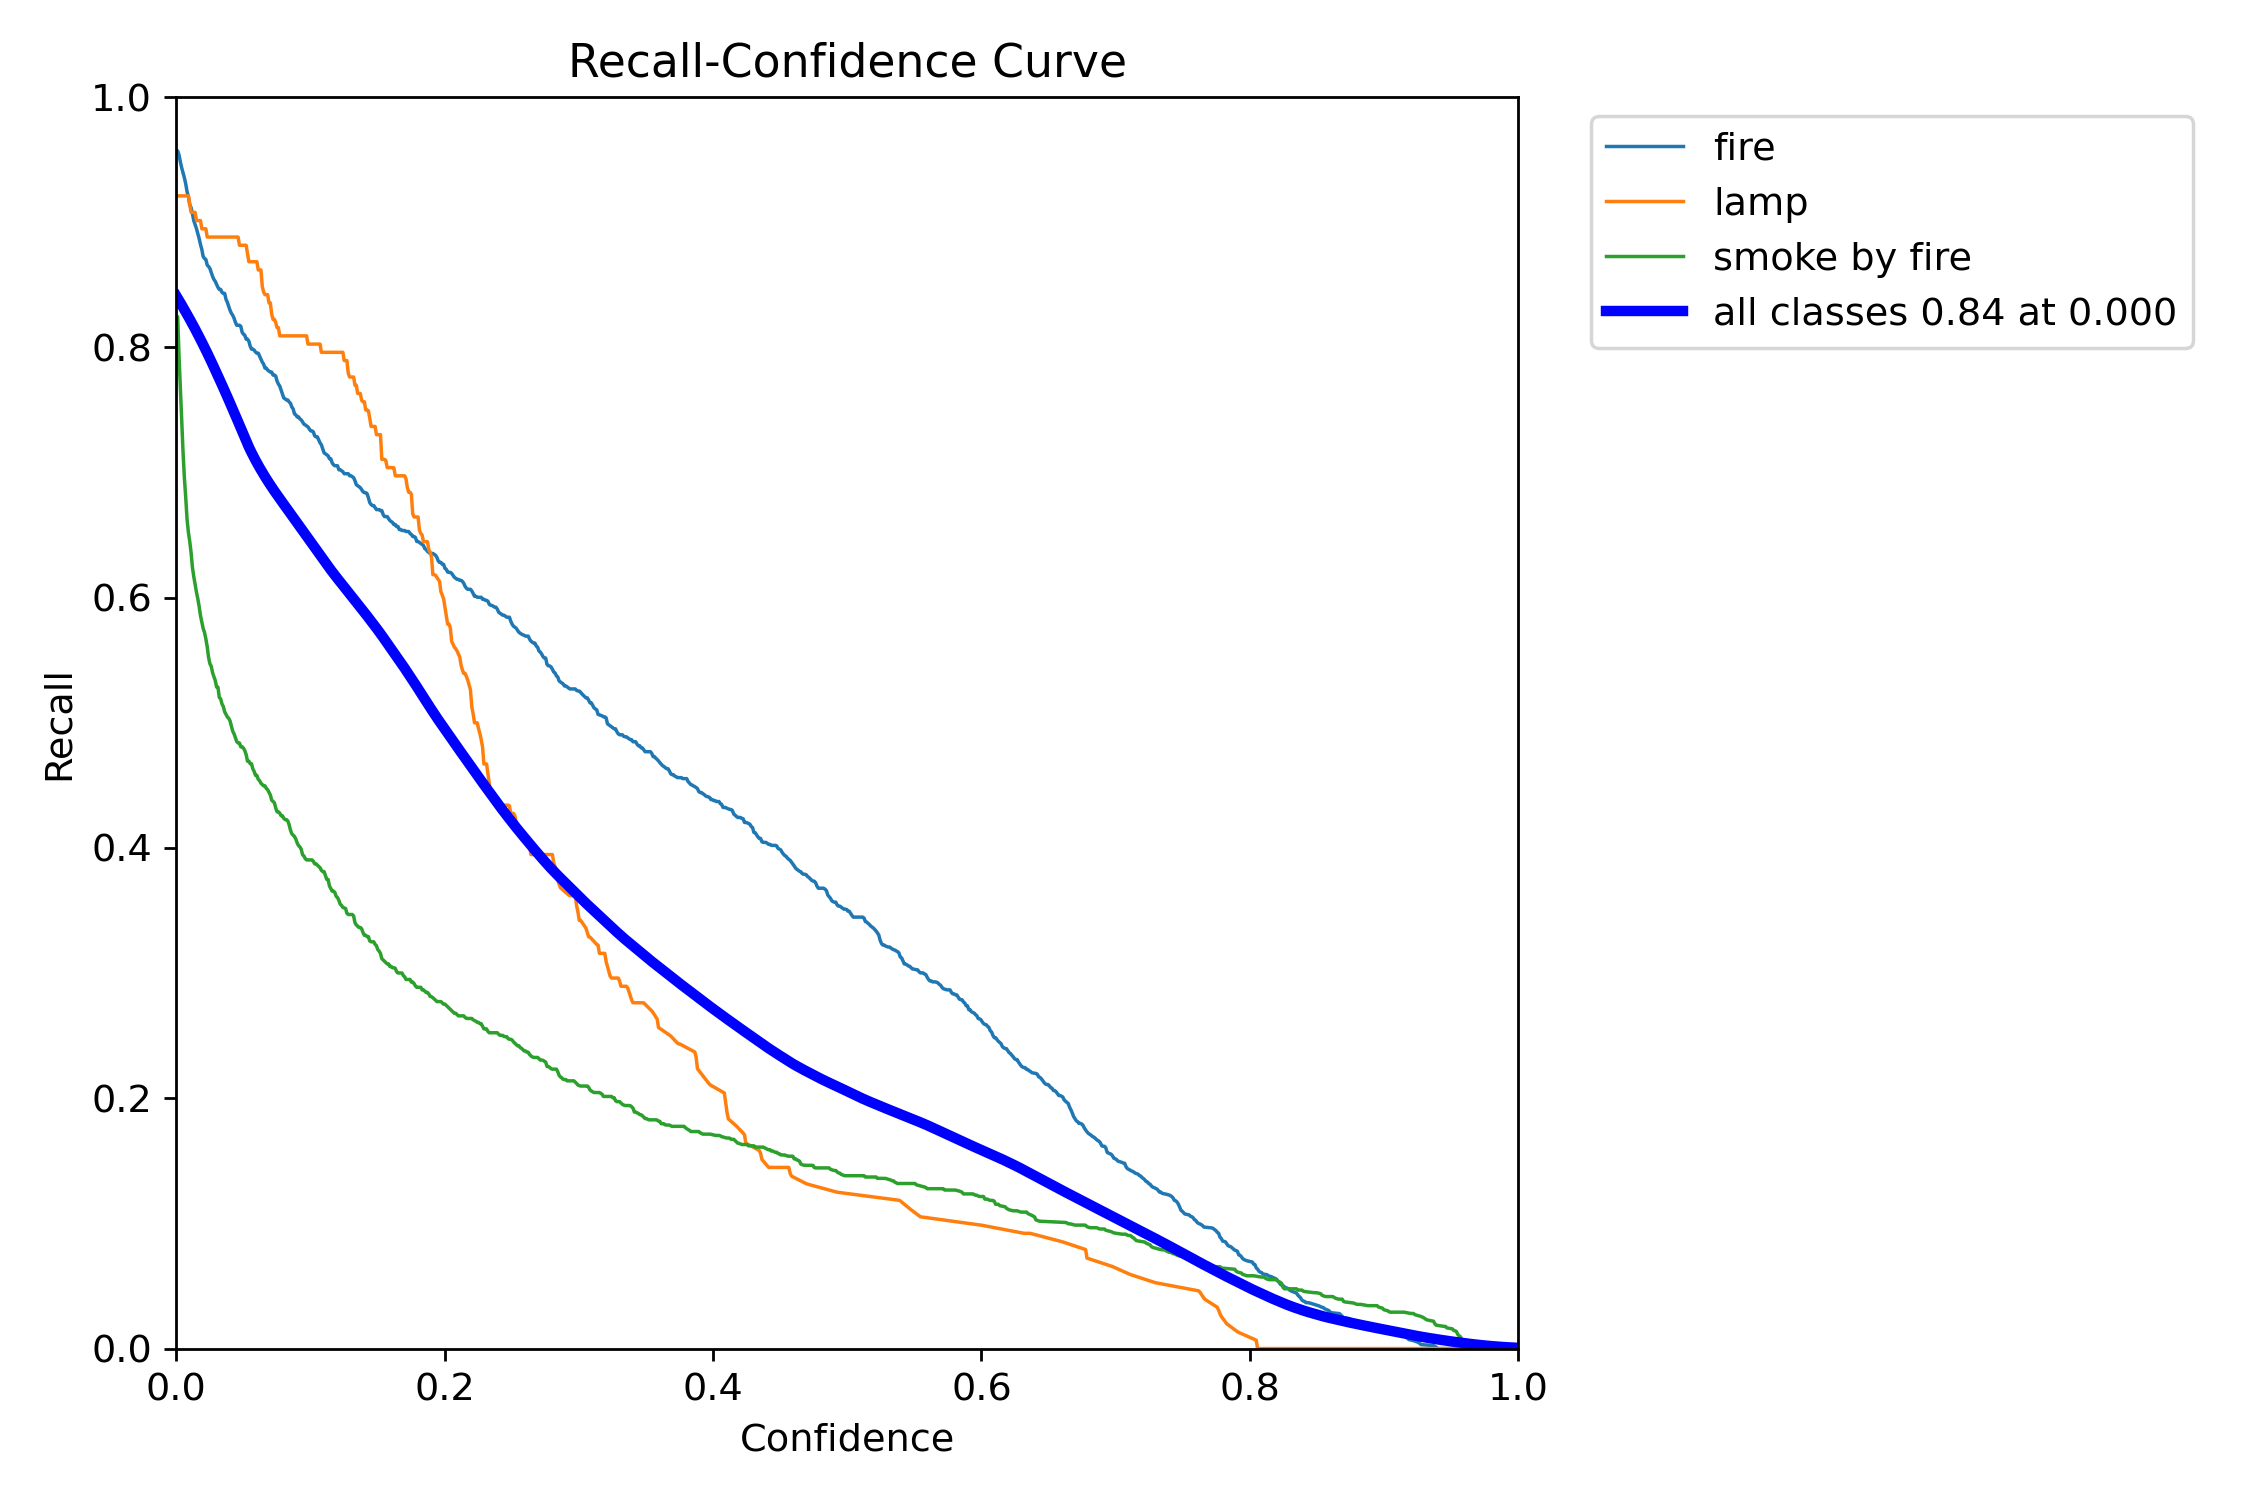 Recall-Confidence Curve
1.0
0.8
0.6
0.4
0.2
0.0
Recall
0.0 0.2 0.4 0.6 0.8 1.0
Confidence
fire
lamp
smoke by fire
all classes 0.84 at 0.000